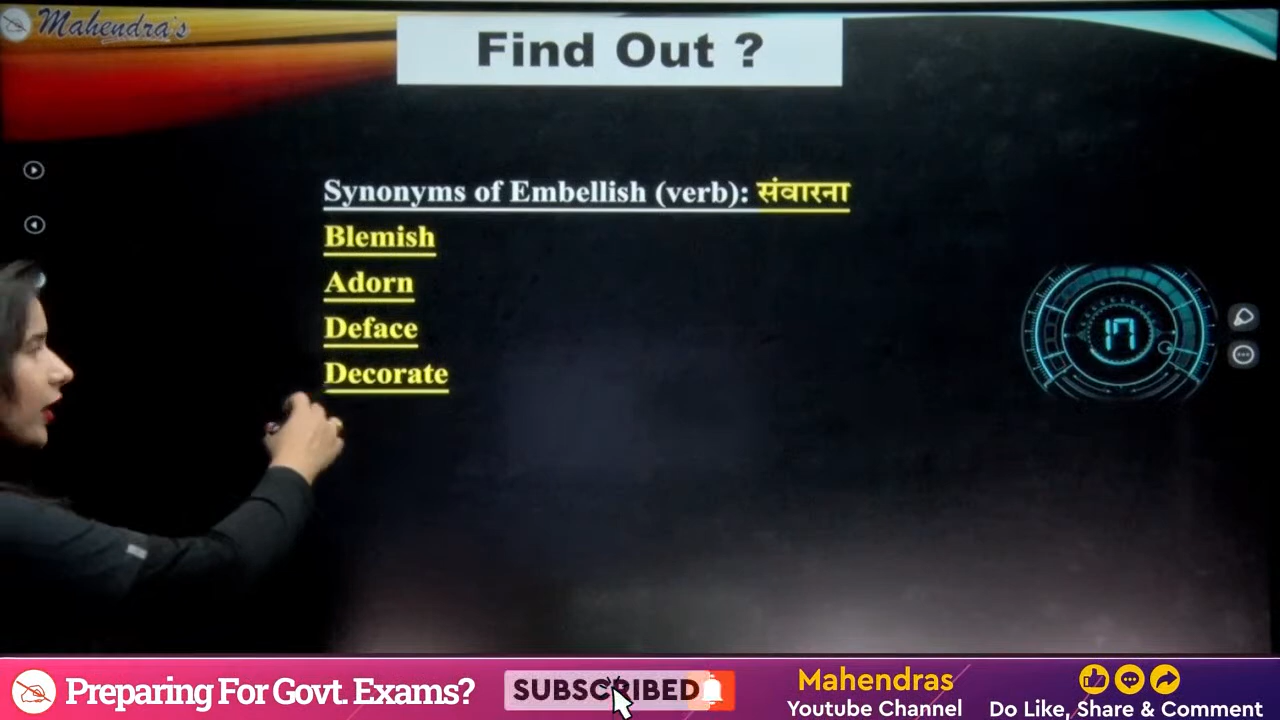 Mahendra's
Find Out ?
Synonyms of Embellish (verb): संवारना
Blemish
Adorn
Deface
Decorate
17
Preparing For Govt. Exams?
SUBSCRIBED
Mahendras
Youtube Channel
Do Like, Share & Comment